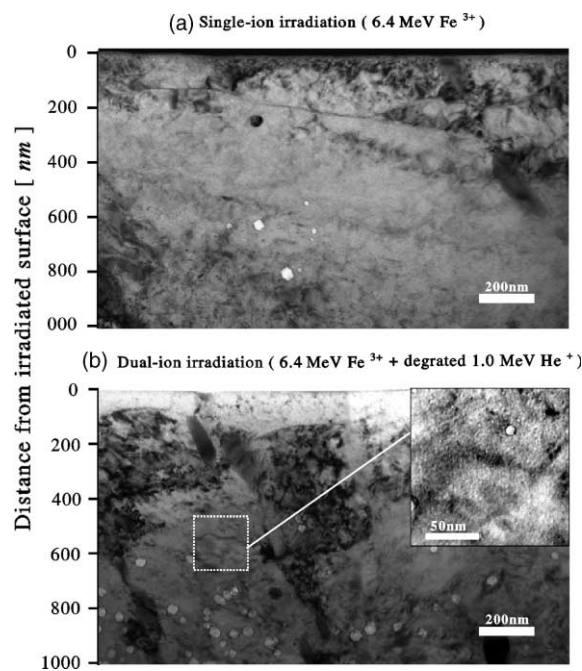 (a) Single-ion irradiation ( 6.4 MeV Fe 3+)
0
200
400
600
800
000
200nm
(b) Dual-ion irradiation ( 6.4 MeV Fe 3+ + degrated 1.0 MeV He + )
0
200
400
600
800
1000
50nm
200nm
Distance from irradiated surface [ nm ]